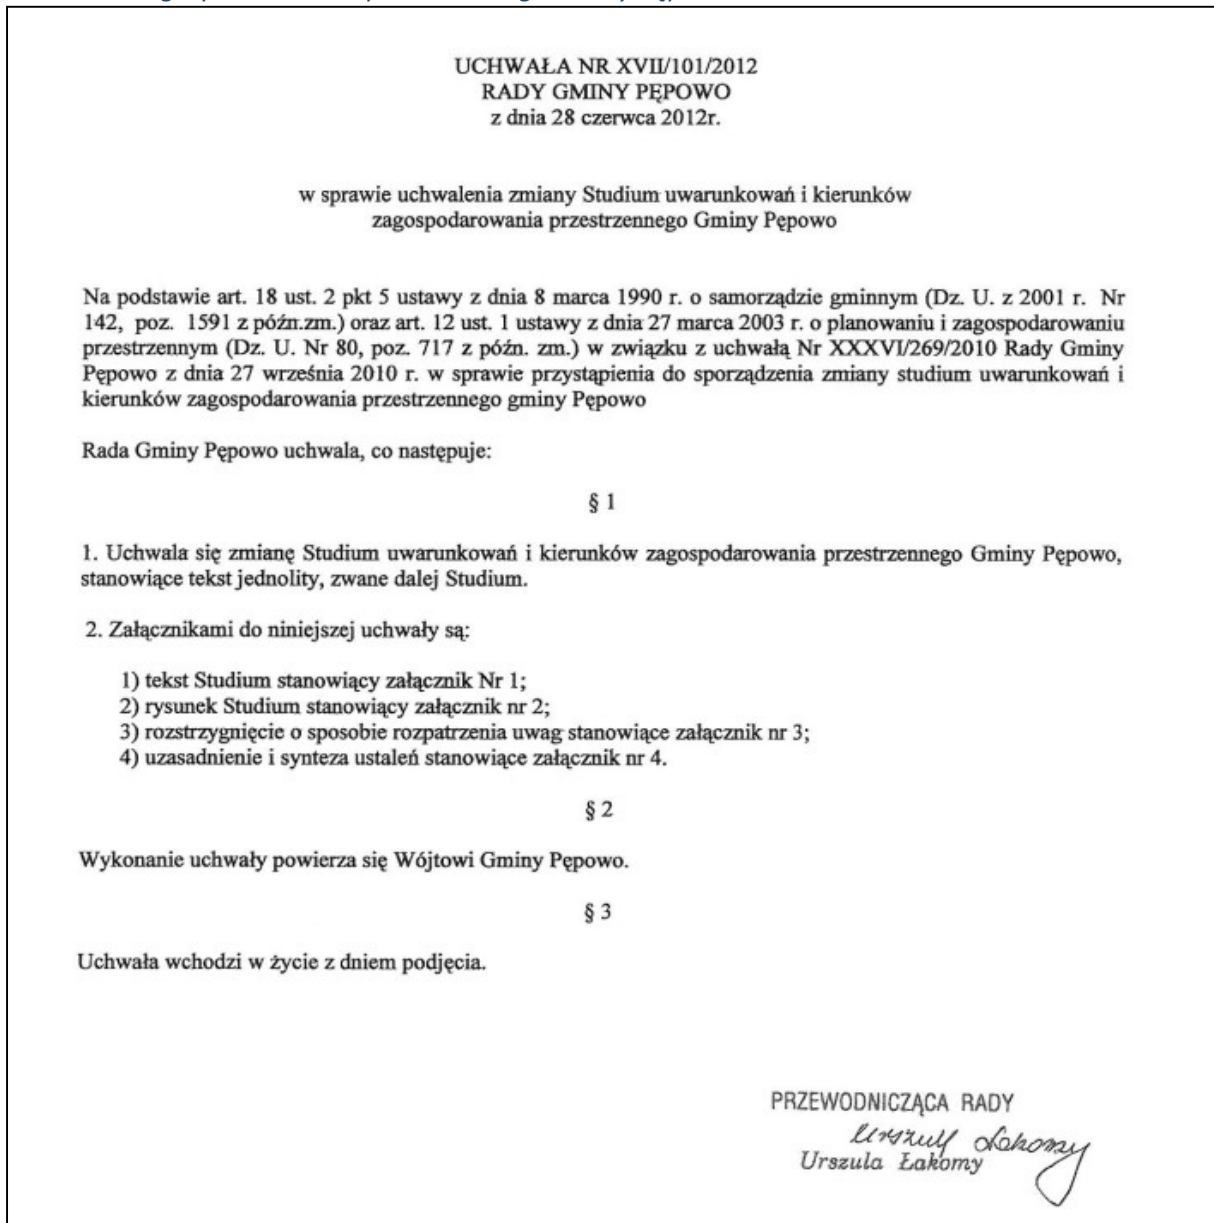 UCHWAŁA NR XVII/101/2012
RADY GMINY PĘPOWO
z dnia 28 czerwca 2012r.
w sprawie uchwalenia zmiany Studium uwarunkowań i kierunków
zagospodarowania przestrzennego Gminy Pępowo
Na podstawie art. 18 ust. 2 pkt 5 ustawy z dnia 8 marca 1990 r. o samorządzie gminnym (Dz. U. z 2001 r. Nr
142, poz. 1591 z późn.zm.) oraz art. 12 ust. 1 ustawy z dnia 27 marca 2003 r. o planowaniu i zagospodarowaniu
przestrzennym (Dz. U. Nr 80, poz. 717 z późn. zm.) w związku z uchwałą Nr XXXVI/269/2010 Rady Gminy
Pępowo z dnia 27 września 2010 r. w sprawie przystąpienia do sporządzenia zmiany studium uwarunkowań i
kierunków zagospodarowania przestrzennego gminy Pępowo
Rada Gminy Pępowo uchwala, co następuje:
§ 1
1. Uchwala się zmianę Studium uwarunkowań i kierunków zagospodarowania przestrzennego Gminy Pępowo,
stanowiące tekst jednolity, zwane dalej Studium.
2. Załącznikami do niniejszej uchwały są:
1) tekst Studium stanowiący załącznik Nr 1;
2) rysunek Studium stanowiący załącznik nr 2;
3) rozstrzygnięcie o sposobie rozpatrzenia uwag stanowiące załącznik nr 3;
4) uzasadnienie i synteza ustaleń stanowiące załącznik nr 4.
§ 2
Wykonanie uchwały powierza się Wójtowi Gminy Pępowo.
§ 3
Uchwała wchodzi w życie z dniem podjęcia.
PRZEWODNICZĄCA RADY
Urszula Łakomy